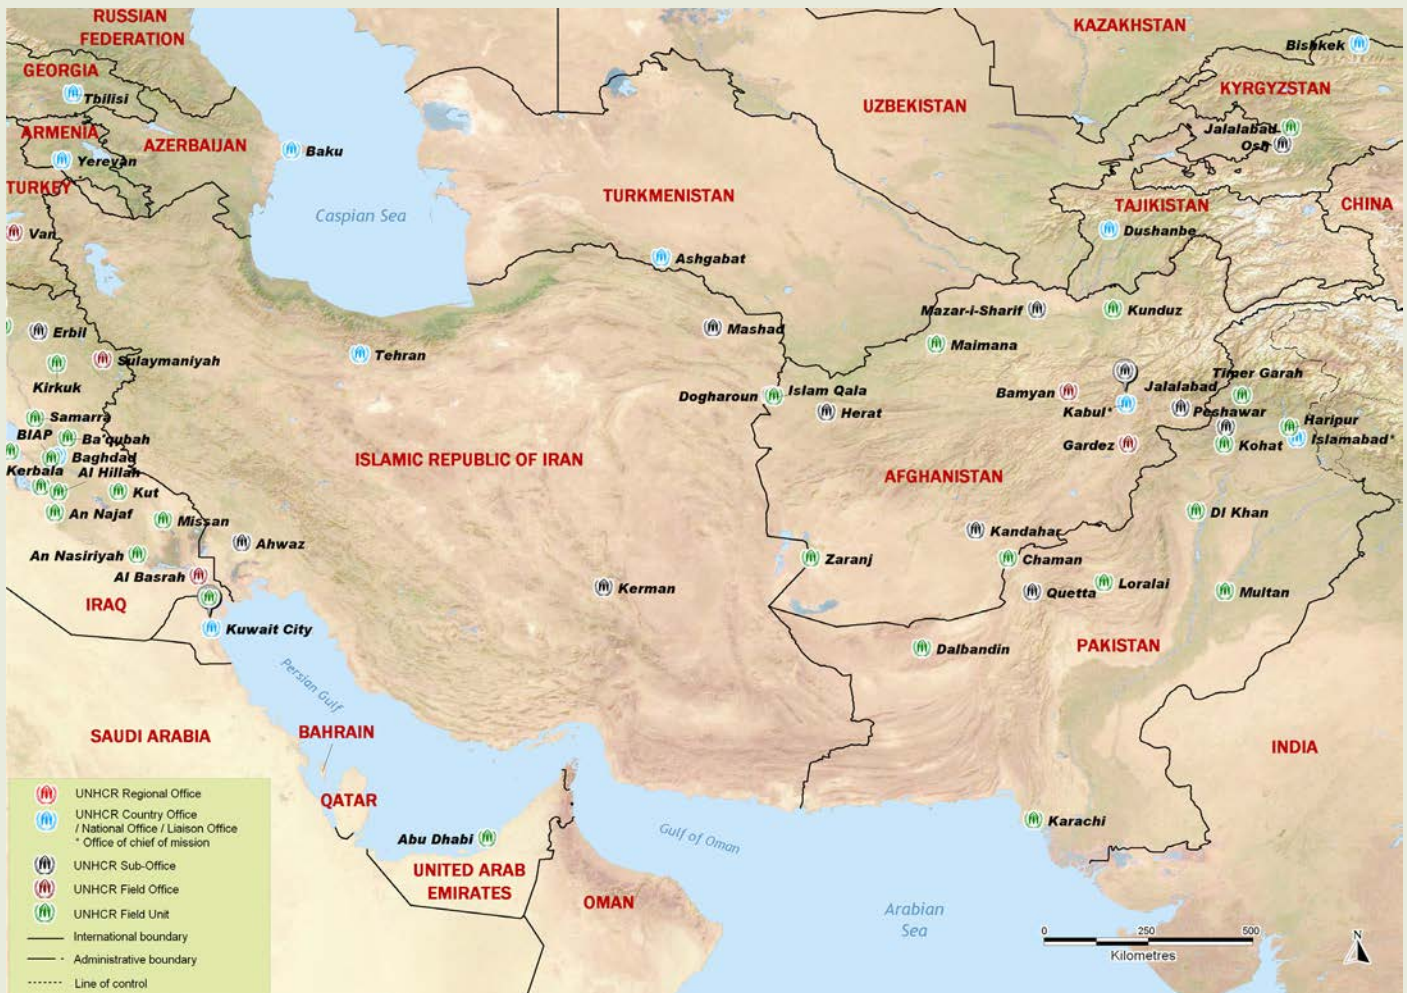 RUSSIAN
FEDERATION
KAZAKHSTAN
Bishkek
GEORGIA
Tbilisi
UZBEKISTAN
KYRGYZSTAN
ARMENIA
AZERBAIJAN
Baku
Jalalabad
Osh
Yerevan
TURKEY
TURKMENISTAN
TAJIKISTAN
CHINA
Caspian Sea
Van
Dushanbe
Ashgabat
Mazar-i-Sharif
Kunduz
Erbil
Mashad
Maimana
Tehran
Sulaymaniyah
Kirkuk
Timer Garah
Dogharoun
Islam Qala
Bamyan
Jalalabad
Kabul*
Herat
Peshawar
Haripur
Samarra
BIAP
Ba'qubah
Gardez
Kohat
Islamabad*
Baghdad
ISLAMIC REPUBLIC OF IRAN
Kerbala
Al Hillah
AFGHANISTAN
Kut
An Najaf
Missan
DI Khan
Ahwaz
Kandahar
An Nasiriyah
Zaranj
Chaman
Al Basrah
Kerman
Loralai
Quetta
Multan
IRAQ
Kuwait City
Dalbandin
PAKISTAN
Persian Gulf
SAUDI ARABIA
BAHRAIN
INDIA
QATAR
Abu Dhabi
Gulf of Oman
Karachi
UNITED ARAB
EMIRATES
OMAN
Arabian
Sea
UNHCR Regional Office
UNHCR Country Office
/ National Office / Liaison Office
* Office of chief of mission
UNHCR Sub-Office
UNHCR Field Office
UNHCR Field Unit
International boundary
Administrative boundary
Line of control
0 250 500
Kilometres
N